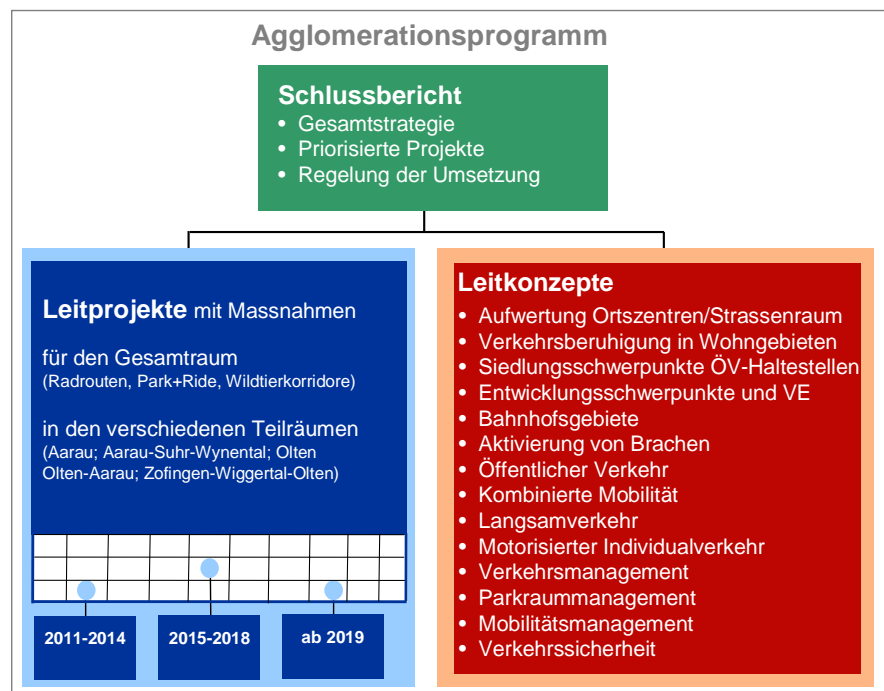 Agglomerationsprogramm
Schlussbericht
• Gesamtstrategie
• Priorisierte Projekte
• Regelung der Umsetzung
Leitprojekte mit Massnahmen
für den Gesamtraum
(Radrouten, Park+Ride, Wildtierkorridore)
in den verschiedenen Teilräumen
(Aarau; Aarau-Suhr-Wynental; Olten
Olten-Aarau; Zofingen-Wiggertal-Olten)
2011-2014
2015-2018
ab 2019
Leitkonzepte
• Aufwertung Ortszentren/Strassenraum
• Verkehrsberuhigung in Wohngebieten
• Siedlungsschwerpunkte ÖV-Haltestellen
• Entwicklungsschwerpunkte und VE
• Bahnhofsgebiete
• Aktivierung von Brachen
• Öffentlicher Verkehr
• Kombinierte Mobilität
• Langsamverkehr
• Motorisierter Individualverkehr
• Verkehrsmanagement
• Parkraummanagement
• Mobilitätsmanagement
• Verkehrssicherheit